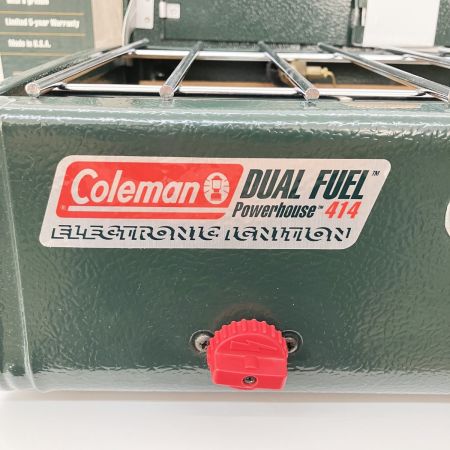 Limited 5-year Warranty
Made in U.S.A.
Coleman DUAL FUEL™
Powerhouse™ 414
ELECTRONIC IGNITION